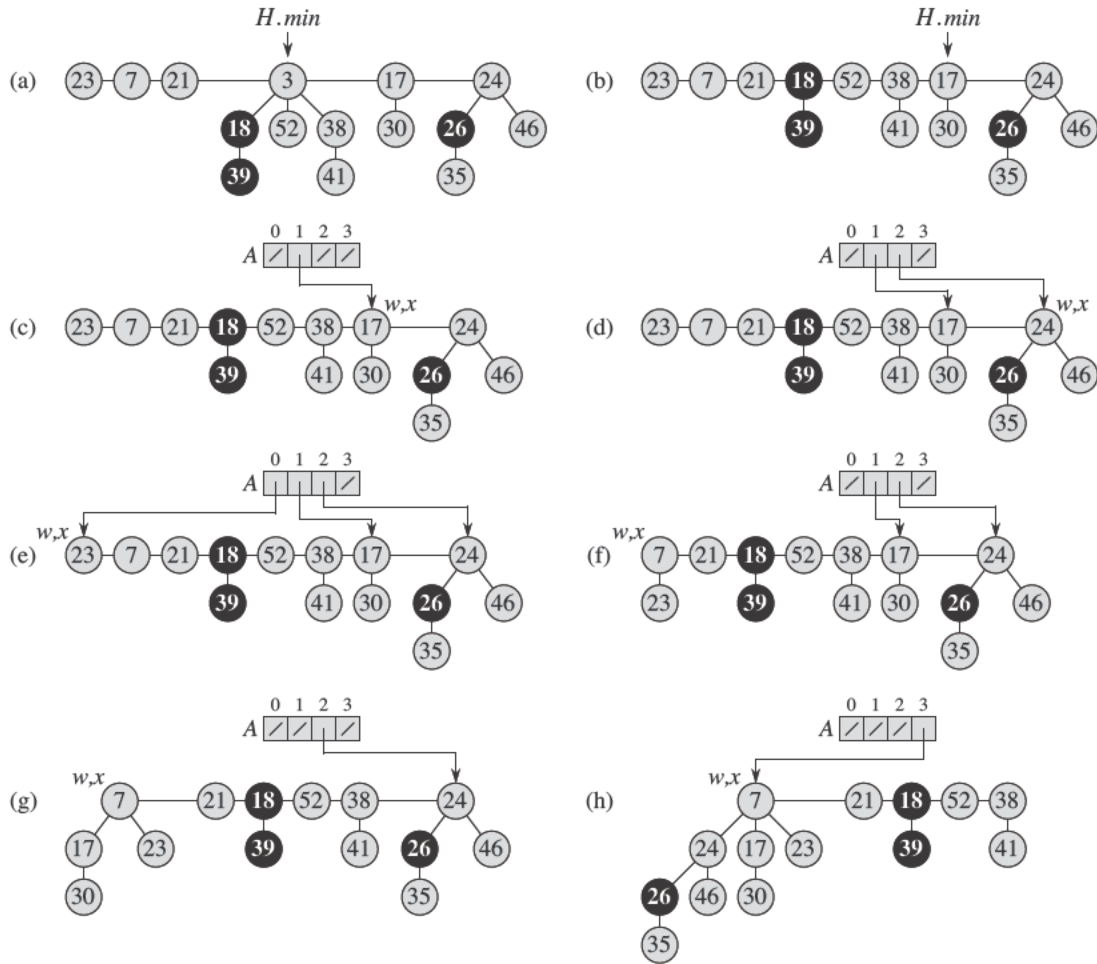 H.min H.min
(a) 23 7 21 3 17 24 (b) 23 7 21 18 52 38 17 24
18 52 38 30 26 46 39 41 30 26 46
39 41 35 35
0 1 2 3 0 1 2 3
A A
w,x w,x
(c) 23 7 21 18 52 38 17 24 (d) 23 7 21 18 52 38 17 24
39 41 30 26 46 39 41 30 26 46
35 35
0 1 2 3 0 1 2 3
A A
w,x w,x
(e) 23 7 21 18 52 38 17 24 (f) 7 21 18 52 38 17 24
39 41 30 26 46 23 39 41 30 26 46
35 35
0 1 2 3 0 1 2 3
A A
w,x w,x
(g) 7 21 18 52 38 24 (h) 7 21 18 52 38
17 23 39 41 26 46 24 17 23 39 41
30 35 26 46 30
35